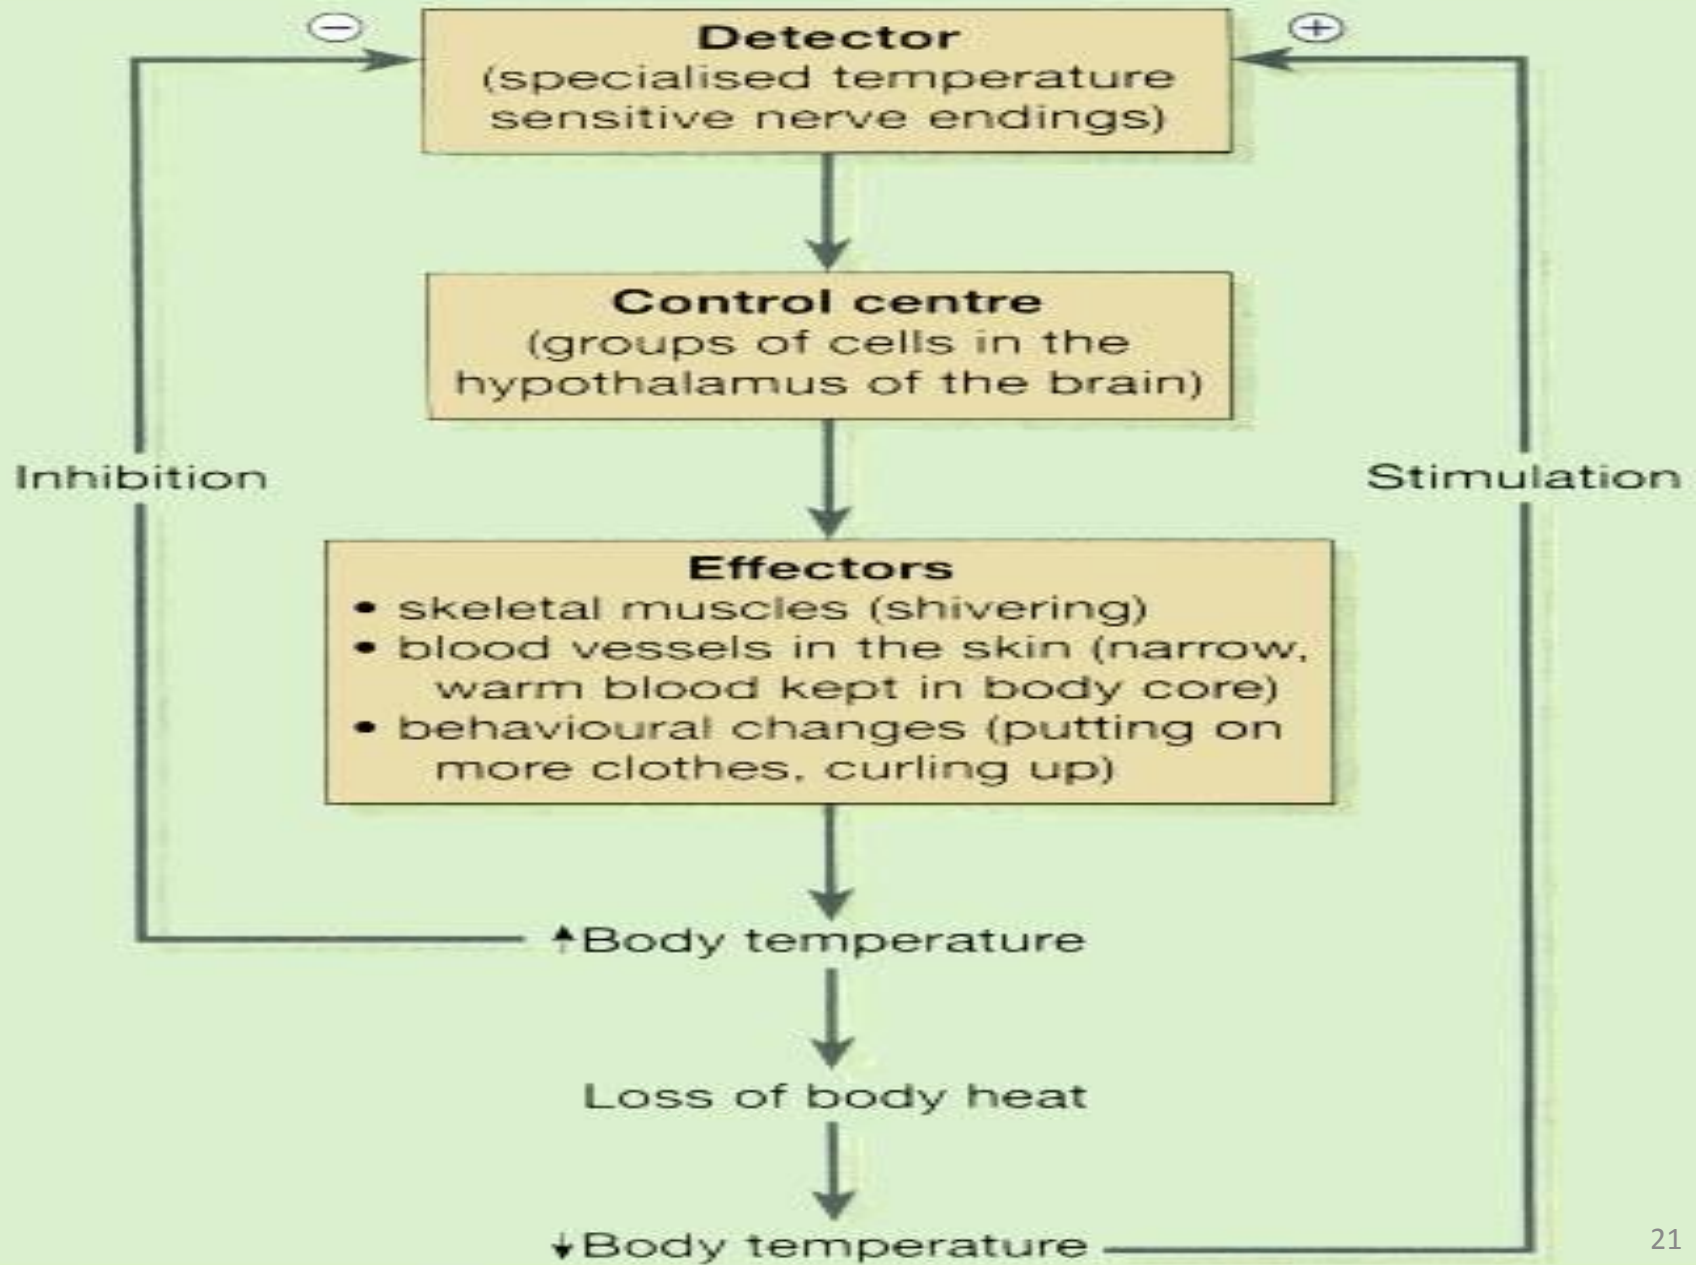 ⊖
⊕
Detector
(specialised temperature
sensitive nerve endings)
Control centre
(groups of cells in the
hypothalamus of the brain)
Inhibition
Stimulation
Effectors
• skeletal muscles (shivering)
• blood vessels in the skin (narrow,
warm blood kept in body core)
• behavioural changes (putting on
more clothes, curling up)
↑Body temperature
Loss of body heat
↓Body temperature
21